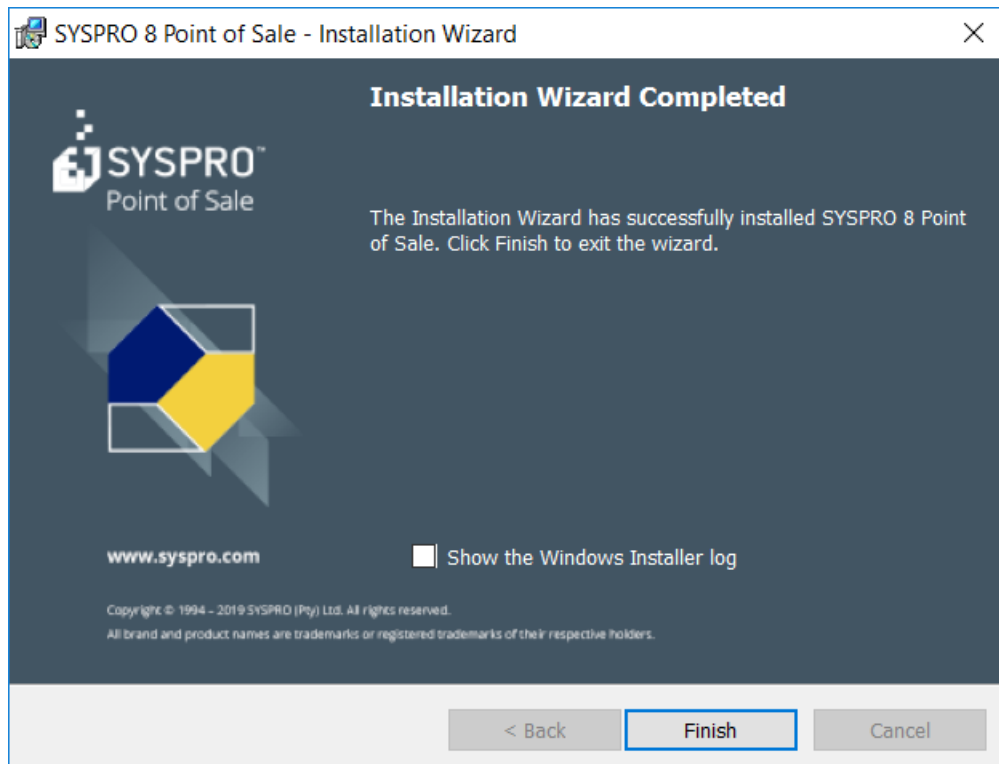 SYSPRO 8 Point of Sale - Installation Wizard
Installation Wizard Completed
SYSPRO™
Point of Sale
The Installation Wizard has successfully installed SYSPRO 8 Point
of Sale. Click Finish to exit the wizard.
www.syspro.com
Show the Windows Installer log
Copyright © 1994 – 2019 SYSPRO (Pty) Ltd. All rights reserved.
All brand and product names are trademarks or registered trademarks of their respective holders.
< Back
Finish
Cancel